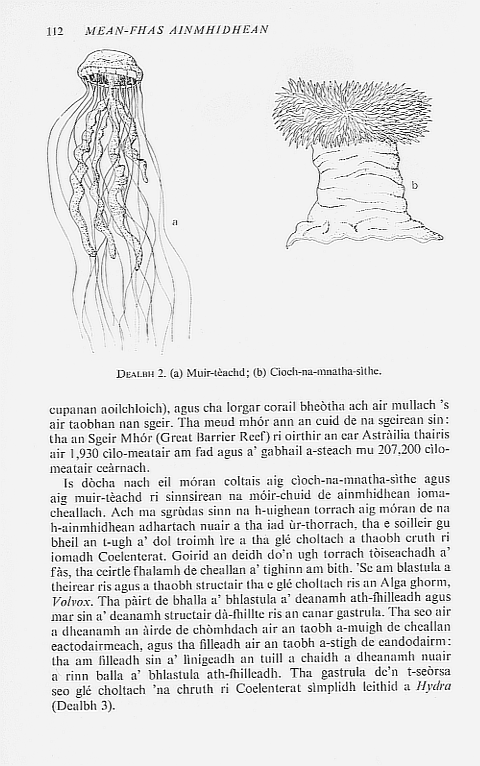 112 MEAN-FHAS AINMHIDHEAN
a
b
DEALBH 2. (a) Muir-tèachd; (b) Cìoch-na-mnatha-sìthe.
cupanan aoilchloich), agus cha lorgar corail bheòtha ach air mullach 's
air taobhan nan sgeir. Tha meud mhór ann an cuid de na sgeirean sin:
tha an Sgeir Mhór (Great Barrier Reef) ri oirthir an ear Astràilia thairis
air 1,930 cìlo-meatair am fad agus a' gabhail a-steach mu 207,200 cìlo-
meatair ceàrnach.
Is dòcha nach eil móran coltais aig cìoch-na-mnatha-sìthe agus
aig muir-tèachd ri sinnsirean na móir-chuid de ainmhidhean ioma-
cheallach. Ach ma sgrùdas sinn na h-uighean torrach aig móran de na
h-ainmhidhean adhartach nuair a tha iad ùr-thorrach, tha e soilleir gu
bheil an t-ugh a' dol troimh ìre a tha glé choltach a thaobh cruth ri
iomadh Coelenterat. Goirid an deidh do'n ugh torrach tòiseachadh a'
fàs, tha ceirtle fhalamh de cheallan a' tighinn am bith. 'Se am blastula a
theirear ris agus a thaobh structair tha e glé choltach ris an Alga ghorm,
Volvox. Tha pàirt de bhalla a' bhlastula a' deanamh ath-fhilleadh agus
mar sin a' deanamh structair dà-fhillte ris an canar gastrula. Tha seo air
a dheanamh an àirde de chòmhdach air an taobh a-muigh de cheallan
eactodairmeach, agus tha filleadh air an taobh a-stigh de eandodairm:
tha am filleadh sin a' lìnigeadh an tuill a chaidh a dheanamh nuair
a rinn balla a' bhlastula ath-fhilleadh. Tha gastrula de'n t-seòrsa
seo glé choltach 'na chruth ri Coelenterat sìmplidh leithid a Hydra
(Dealbh 3).